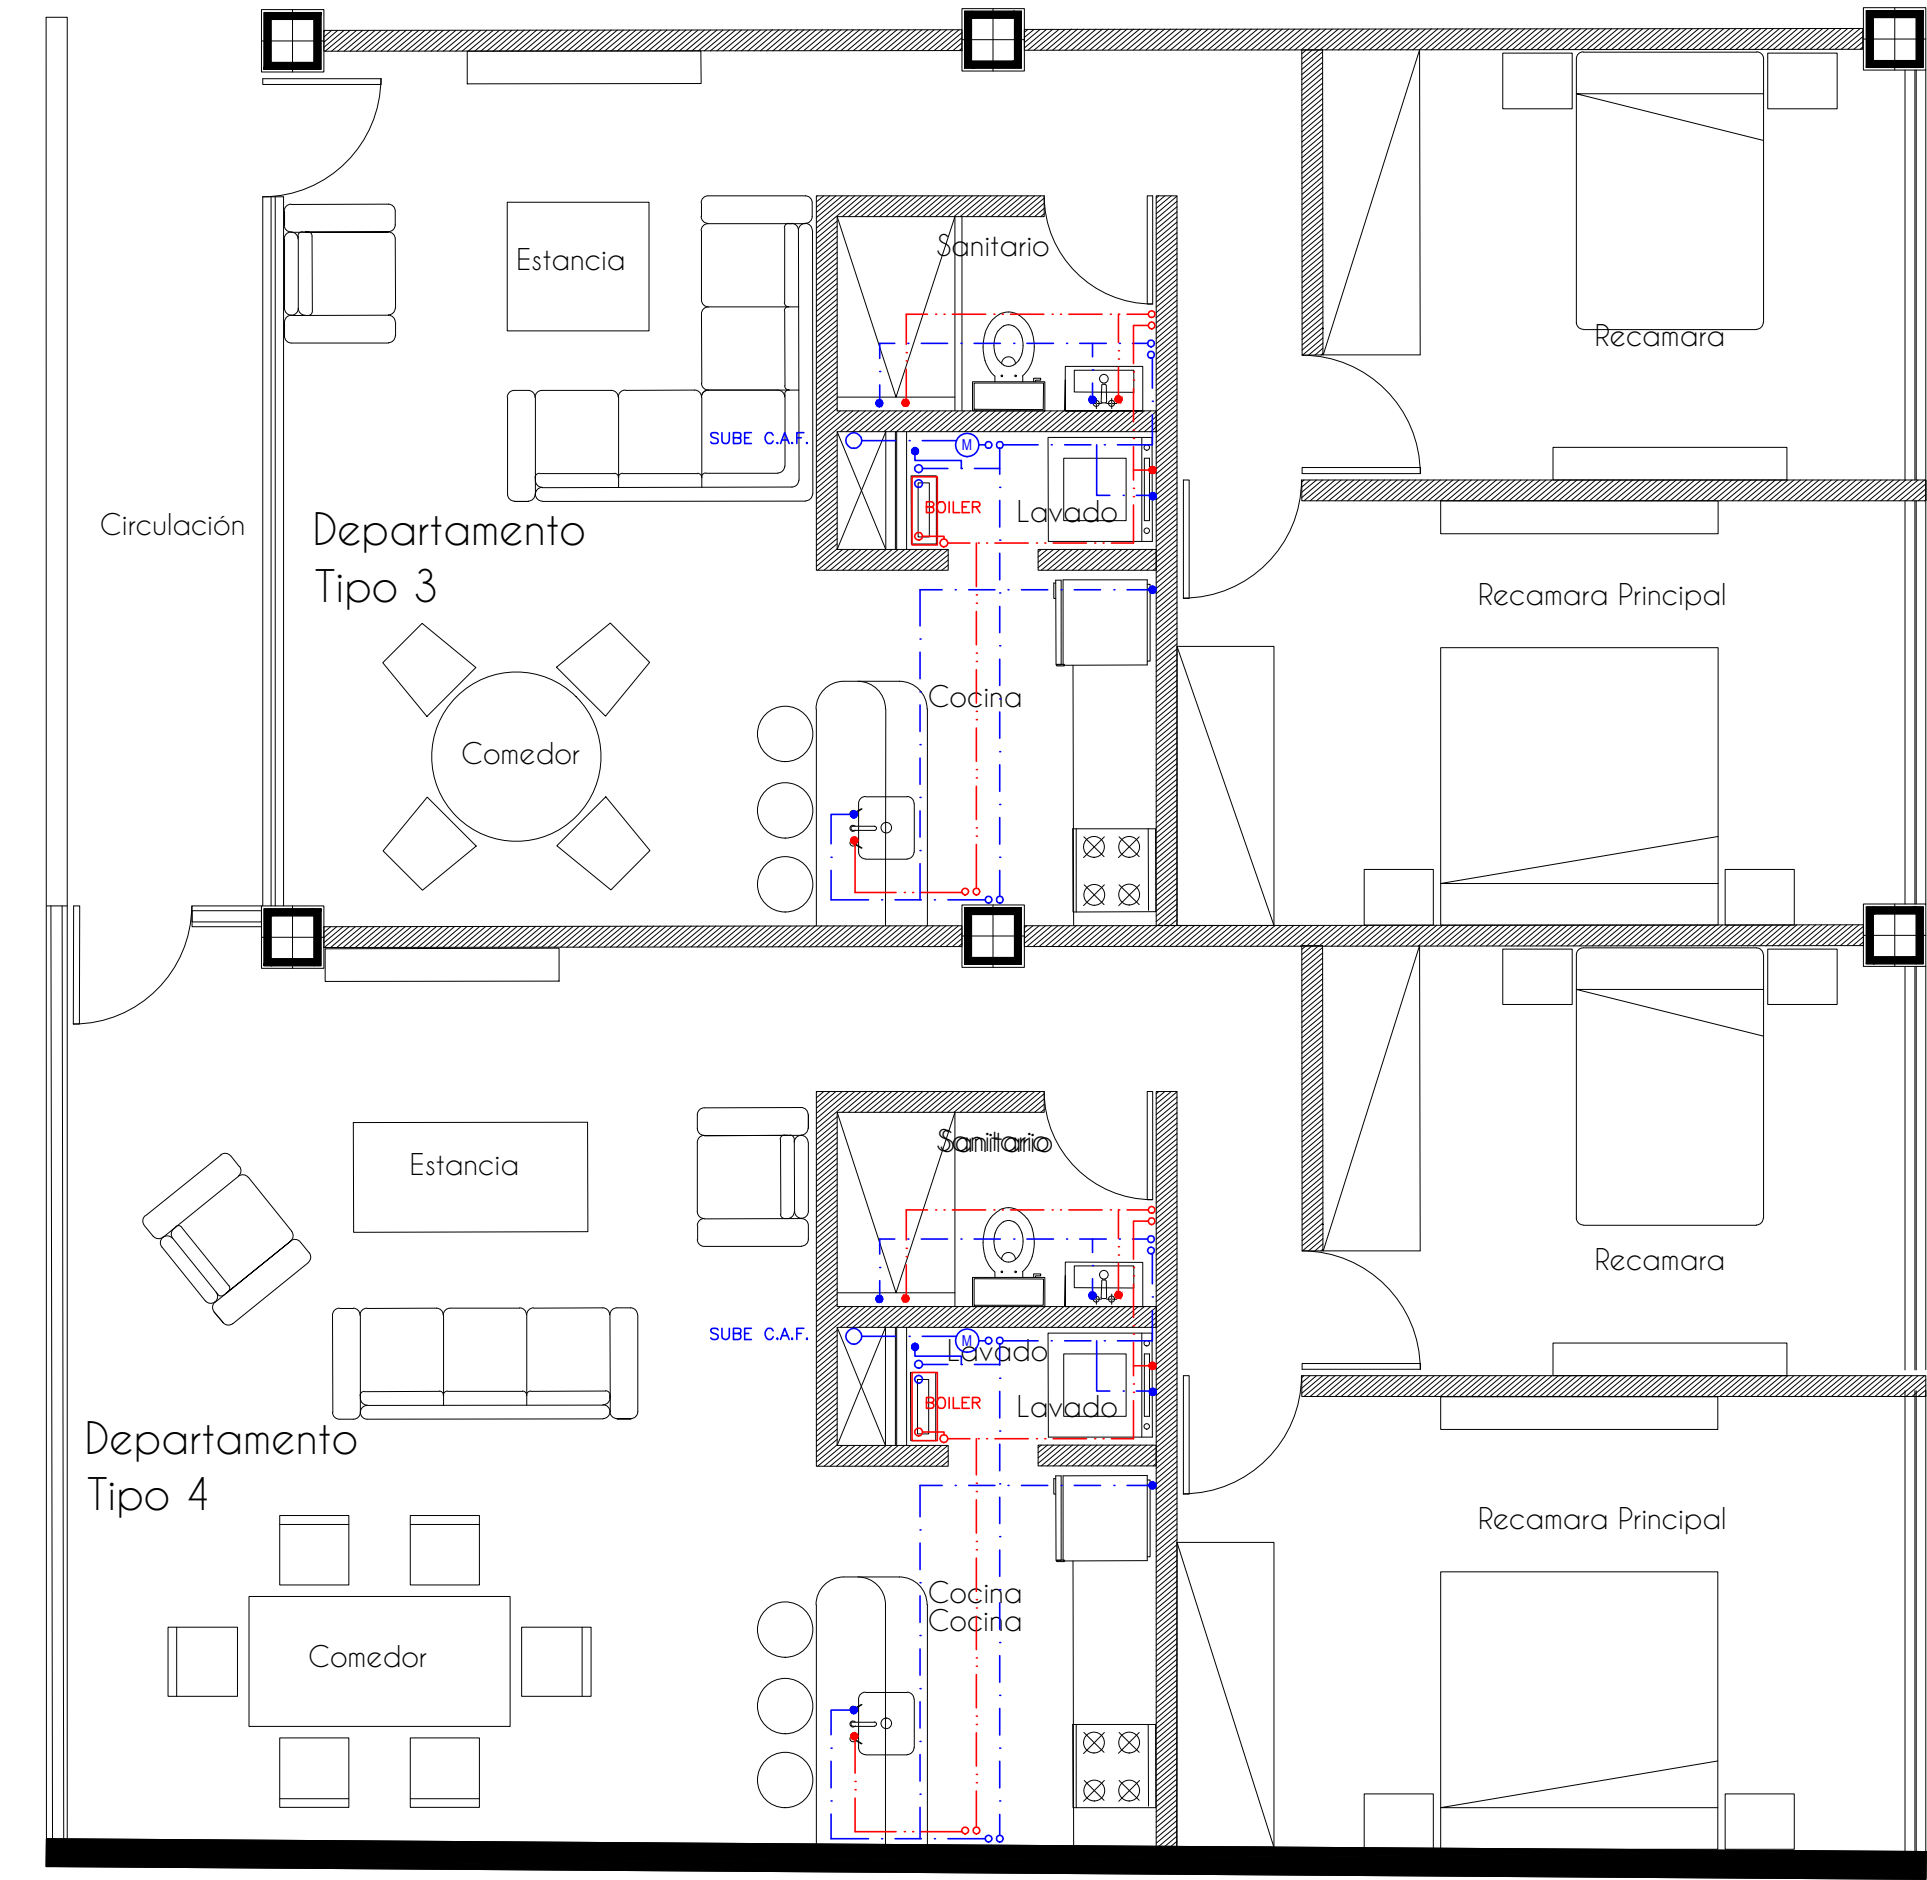 Sanitario
Estancia
Recamara
SUBE C.A.F.
M
BOILER
Lavado
Circulación
Departamento
Tipo 3
Recamara Principal
Cocina
Comedor
Sanitario
Sanitario
Estancia
Recamara
SUBE C.A.F.
M
Lavado
BOILER
Lavado
Departamento
Tipo 4
Recamara Principal
Cocina
Cocina
Comedor